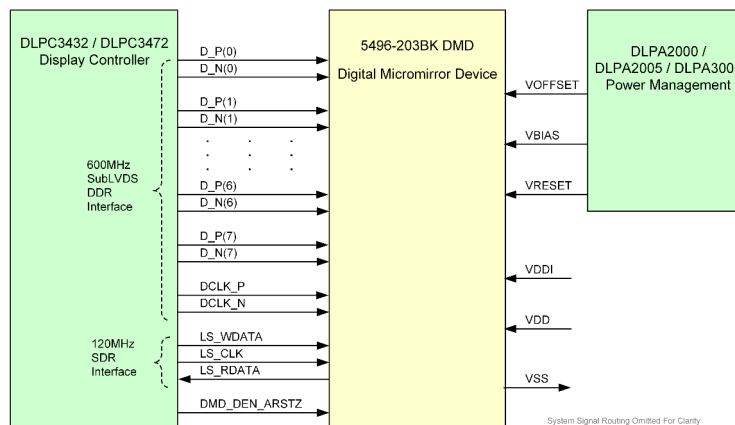 DLPC3432 / DLPC3472
Display Controller
D_P(0)
D_N(0)
D_P(1)
D_N(1)
600MHz
SubLVDS
DDR
Interface
D_P(6)
D_N(6)
D_P(7)
D_N(7)
DCLK_P
DCLK_N
120MHz
SDR
Interface
LS_WDATA
LS_CLK
LS_RDATA
DMD_DEN_ARSTZ
5496-203BK DMD
Digital Micromirror Device
VOFFSET
VBIAS
VRESET
VDDI
VDD
VSS
DLPA2000 /
DLPA2005 / DLPA300
Power Management
System Signal Routing Omitted For Clarity